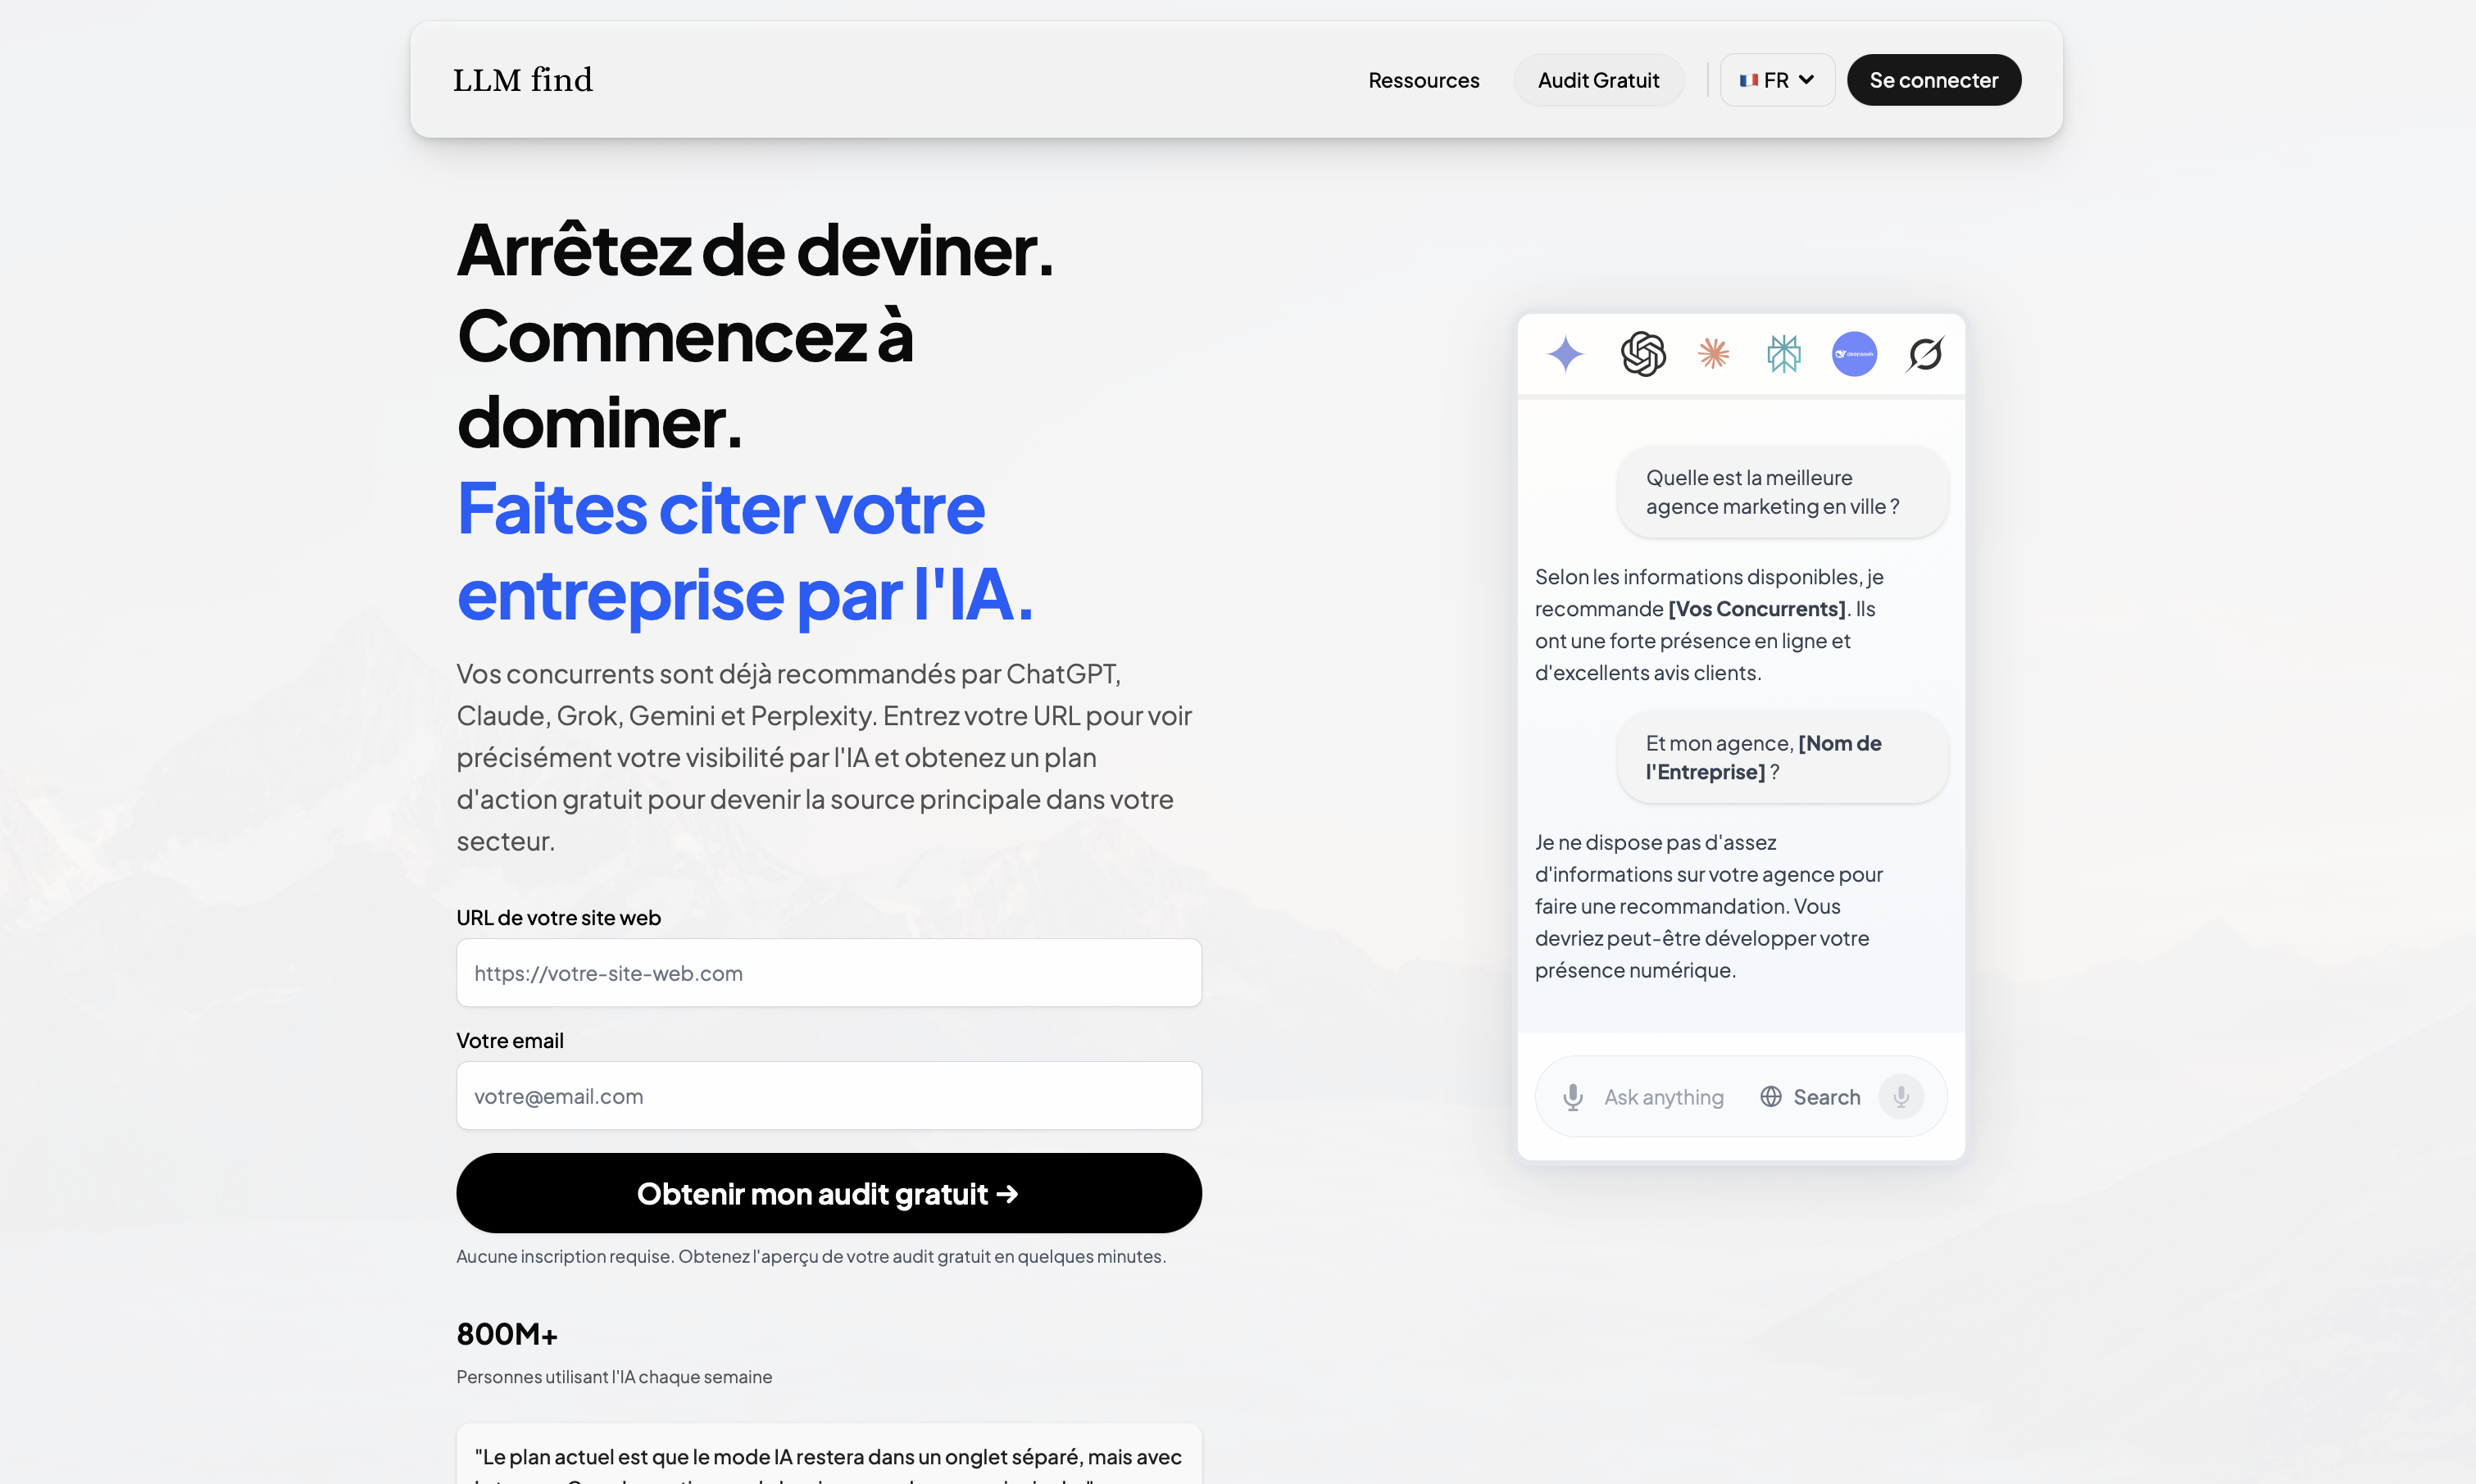 LLM find
Ressources
Audit Gratuit
FR
Se connecter
Arrêtez de deviner.
Commencez à
dominer.
Faites citer votre
entreprise par l'IA.
Vos concurrents sont déjà recommandés par ChatGPT,
Claude, Grok, Gemini et Perplexity. Entrez votre URL pour voir
précisément votre visibilité par l'IA et obtenez un plan
d'action gratuit pour devenir la source principale dans votre
secteur.
URL de votre site web
https://votre-site-web.com
Votre email
votre@email.com
Obtenir mon audit gratuit →
Aucune inscription requise. Obtenez l'aperçu de votre audit gratuit en quelques minutes.
800M+
Personnes utilisant l'IA chaque semaine
"Le plan actuel est que le mode IA restera dans un onglet séparé, mais avec
deepseek
Quelle est la meilleure
agence marketing en ville ?
Selon les informations disponibles, je
recommande [Vos Concurrents]. Ils
ont une forte présence en ligne et
d'excellents avis clients.
Et mon agence, [Nom de
l'Entreprise] ?
Je ne dispose pas d'assez
d'informations sur votre agence pour
faire une recommandation. Vous
devriez peut-être développer votre
présence numérique.
Ask anything
Search